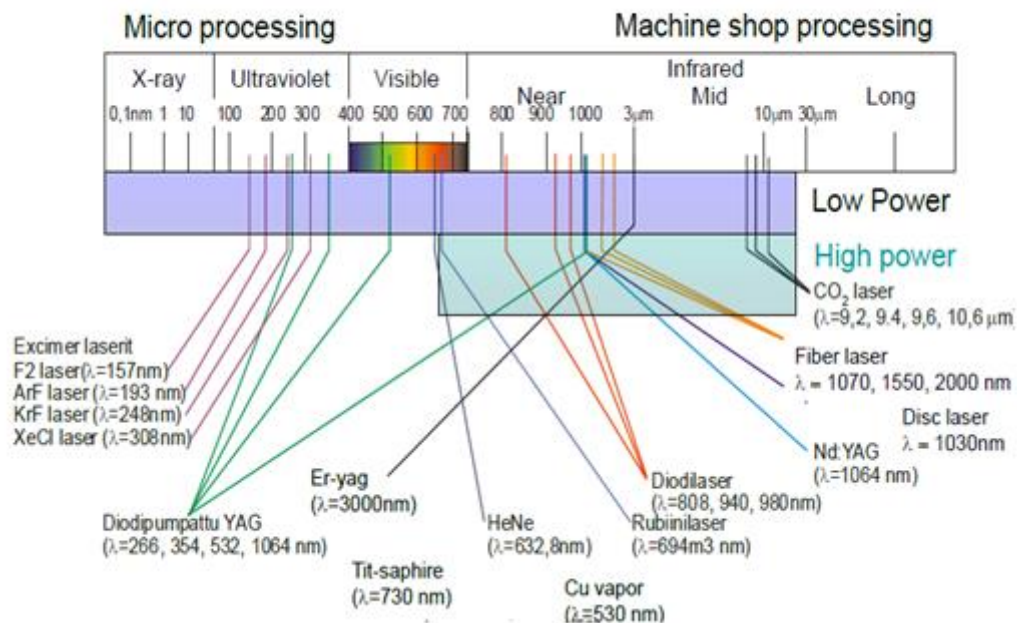 Micro processing
Machine shop processing
X-ray
Ultraviolet
Visible
Infrared
Near
Mid
Long
0,1nm 1 10 100 200 300 400 500 600 700 800 900 1000 3μm 10μm 30μm
Low Power
High power
CO₂ laser
(λ=9,2, 9.4, 9,6, 10,6 μm)
Excimer laserit
F2 laser(λ=157nm)
ArF laser (λ=193 nm)
KrF laser (λ=248nm)
XeCl laser (λ=308nm)
Fiber laser
λ = 1070, 1550, 2000 nm
Disc laser
λ = 1030nm
Nd:YAG
(λ=1064 nm)
Er-yag
(λ=3000nm)
Diodilaser
(λ=808, 940, 980nm)
Diodipumpattu YAG
(λ=266, 354, 532, 1064 nm)
HeNe
(λ=632,8nm)
Rubiinilaser
(λ=694m3 nm)
Tit-saphire
(λ=730 nm)
Cu vapor
(λ=530 nm)